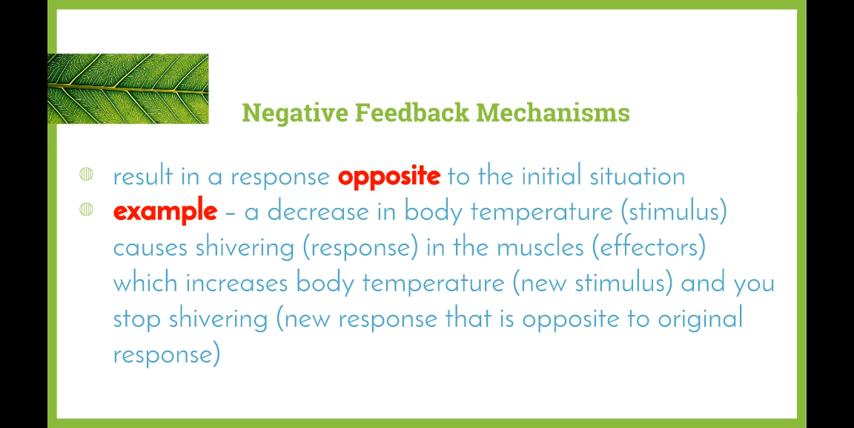 Negative Feedback Mechanisms
result in a response opposite to the initial situation
example – a decrease in body temperature (stimulus)
causes shivering (response) in the muscles (effectors)
which increases body temperature (new stimulus) and you
stop shivering (new response that is opposite to original
response)